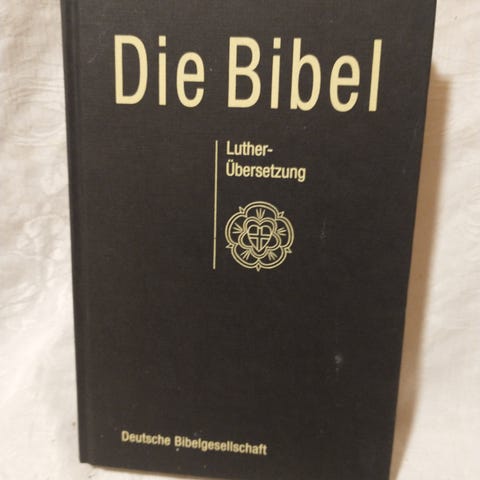 Die Bibel
Luther-
Übersetzung
Deutsche Bibelgesellschaft